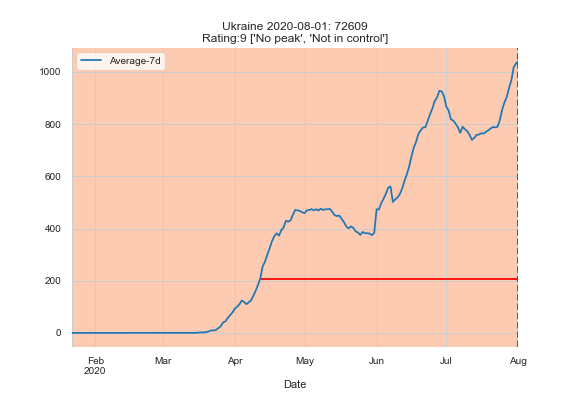 Ukraine 2020-08-01: 72609
Rating:9 ['No peak', 'Not in control']
Average-7d
1000
800
600
400
200
0
Feb
2020
Mar
Apr
May
Jun
Jul
Aug
Date